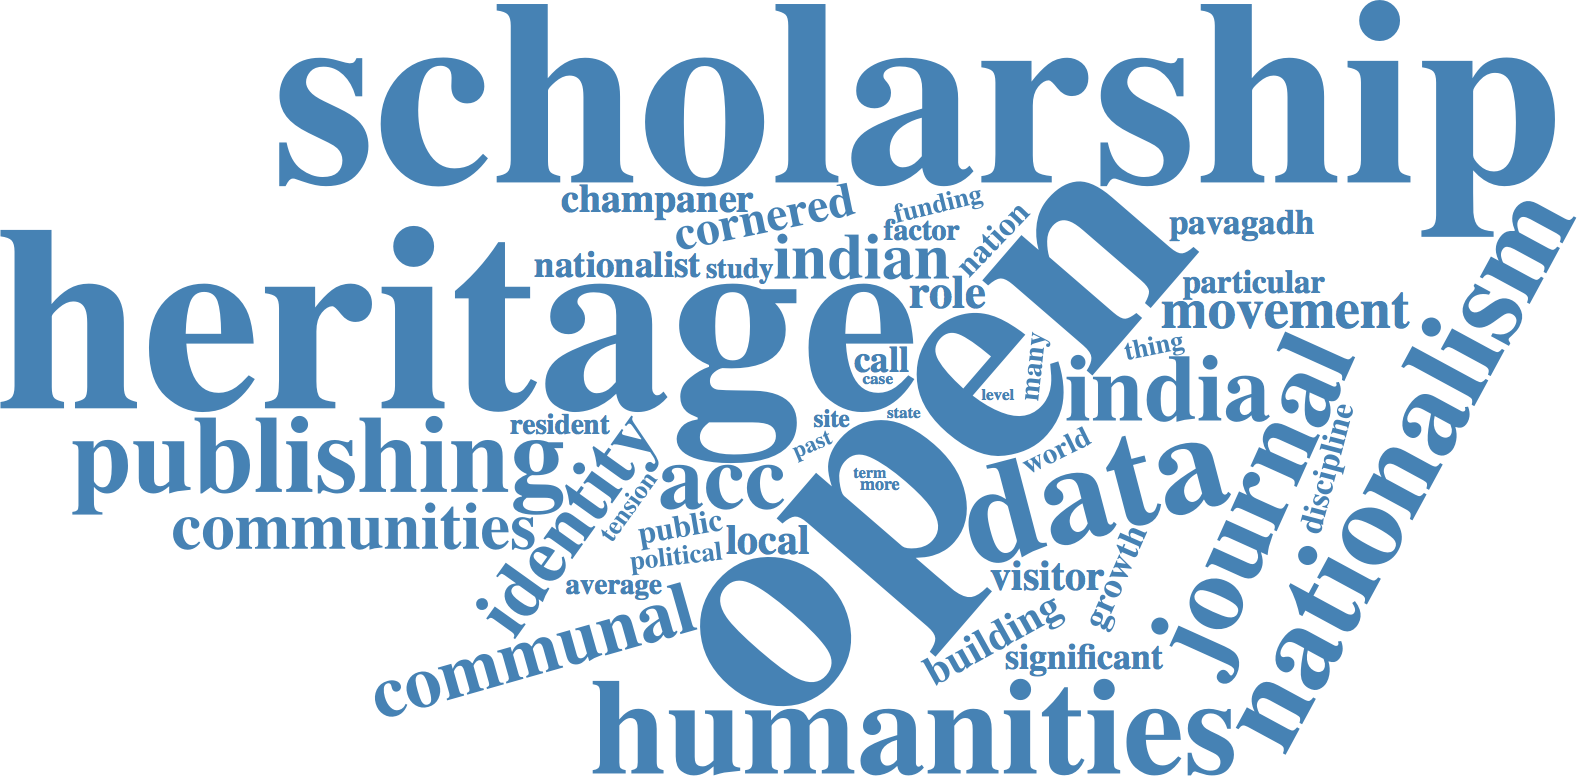 scholarship
champaner
cornered
funding
factor
nation
pavagadh
heritage
nationalist
study
indian
role
open
particular
movement
nationalism
thing
many
call
case
level
india
journal
state
site
past
resident
publishing
identity
acc
term
more
world
data
discipline
communities
tension
public
local
political
average
visitor
growth
communal
building
significant
humanities